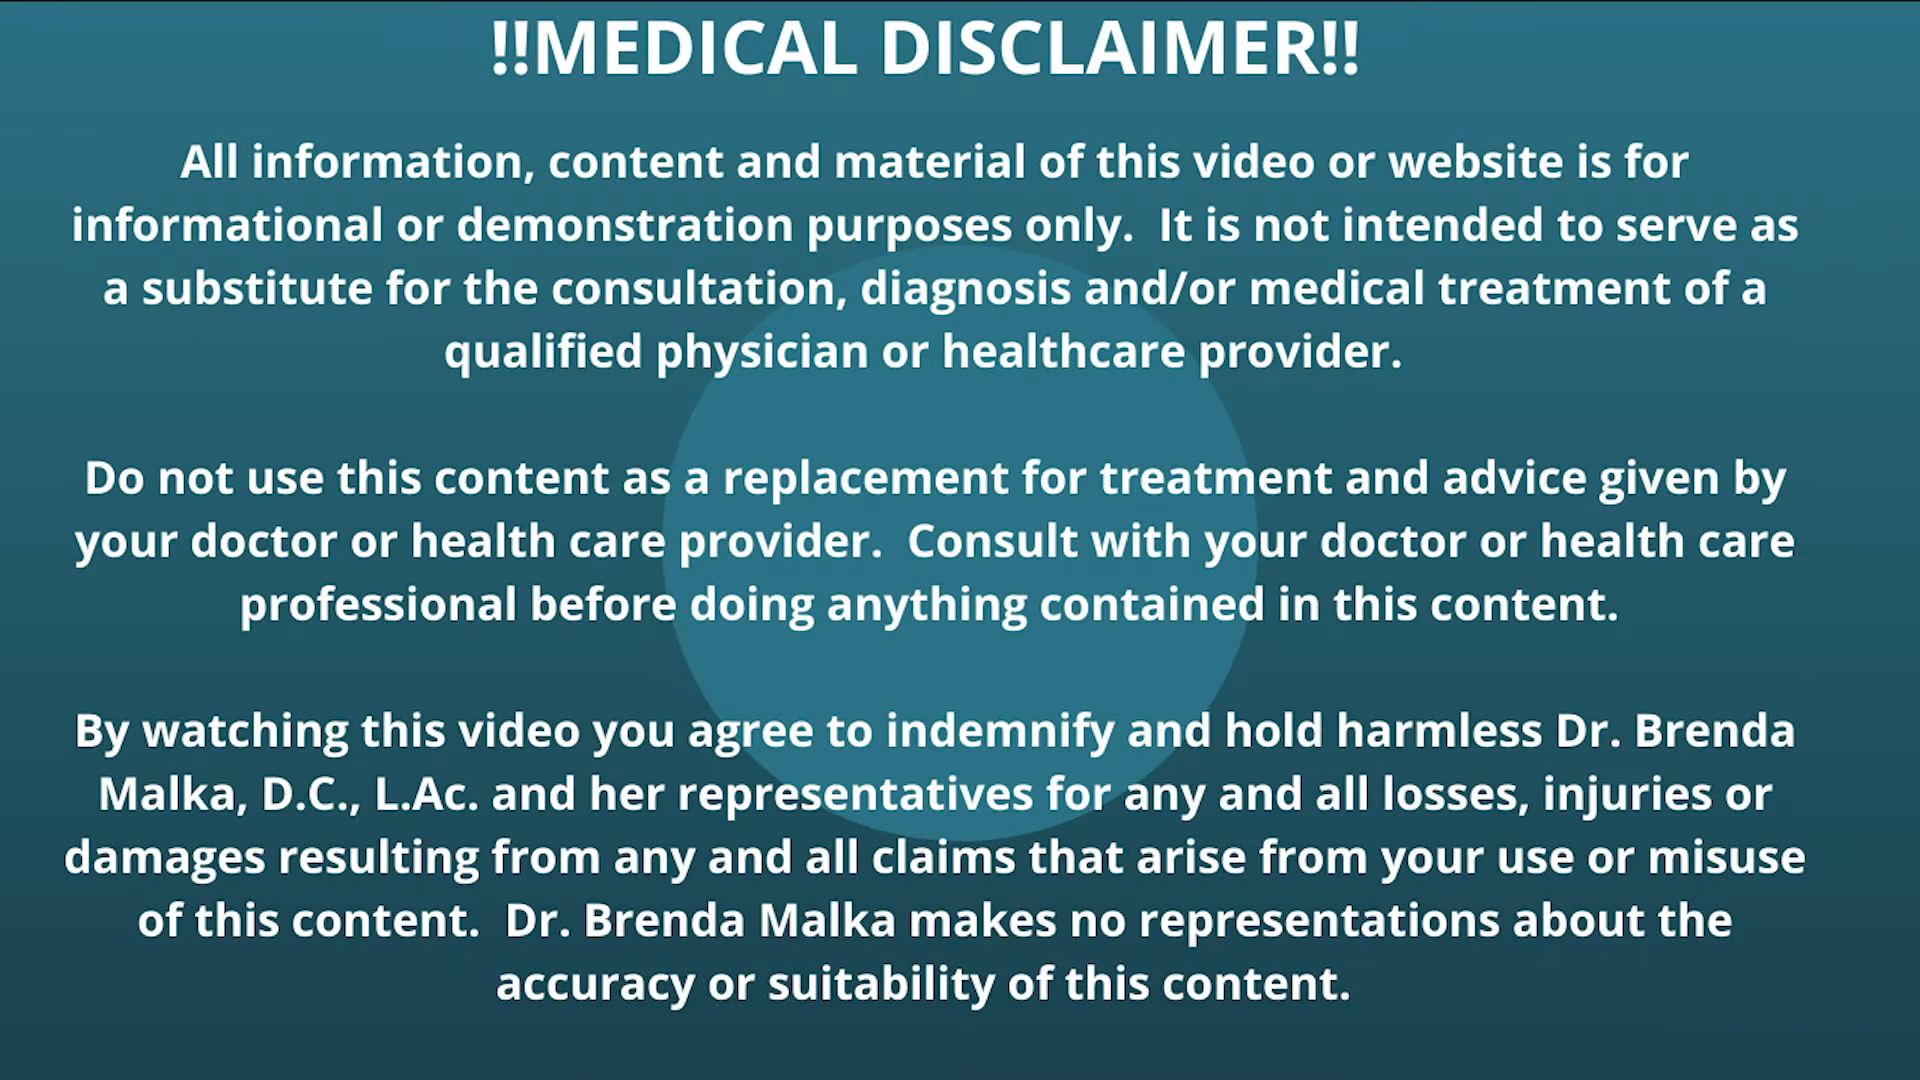 !!MEDICAL DISCLAIMER!!
All information, content and material of this video or website is for
informational or demonstration purposes only.  It is not intended to serve as
a substitute for the consultation, diagnosis and/or medical treatment of a
qualified physician or healthcare provider.
Do not use this content as a replacement for treatment and advice given by
your doctor or health care provider.  Consult with your doctor or health care
professional before doing anything contained in this content.
By watching this video you agree to indemnify and hold harmless Dr. Brenda
Malka, D.C., L.Ac. and her representatives for any and all losses, injuries or
damages resulting from any and all claims that arise from your use or misuse
of this content.  Dr. Brenda Malka makes no representations about the
accuracy or suitability of this content.